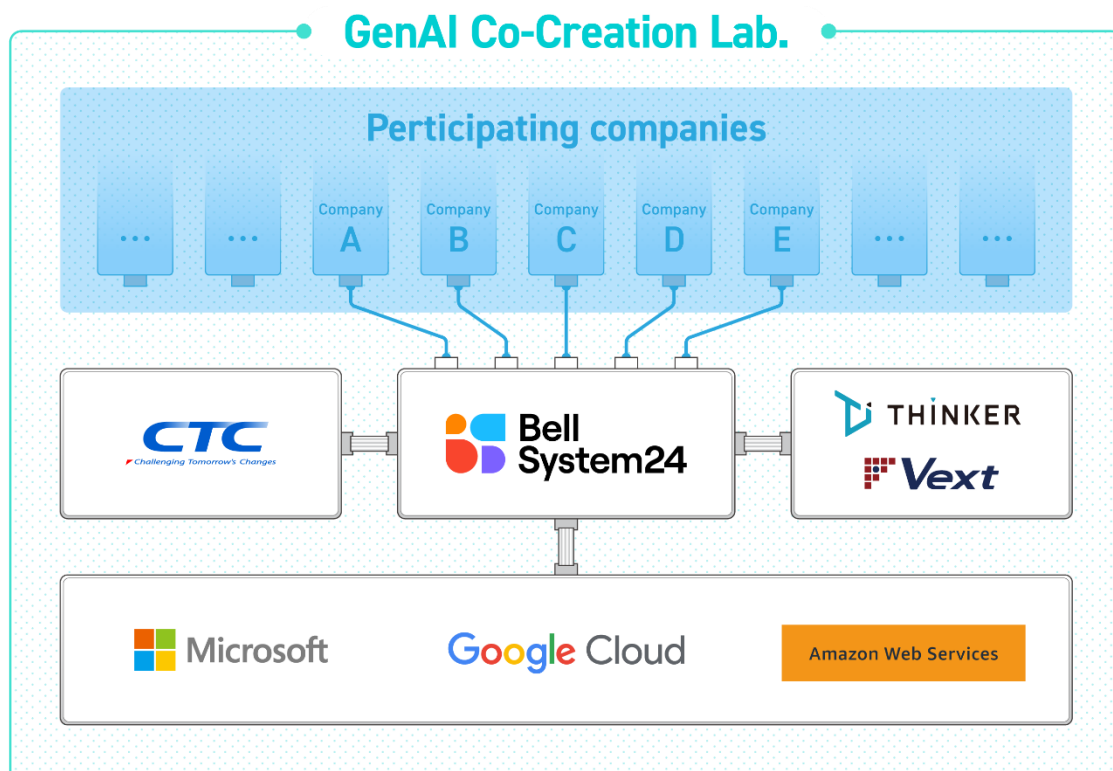 GenAI Co-Creation Lab.
Perticipating companies
... ... Company A Company B Company C Company D Company E ... ...
CTC
Challenging Tomorrow's Changes
Bell
System24
THINKER
Vext
Microsoft
Google Cloud
Amazon Web Services